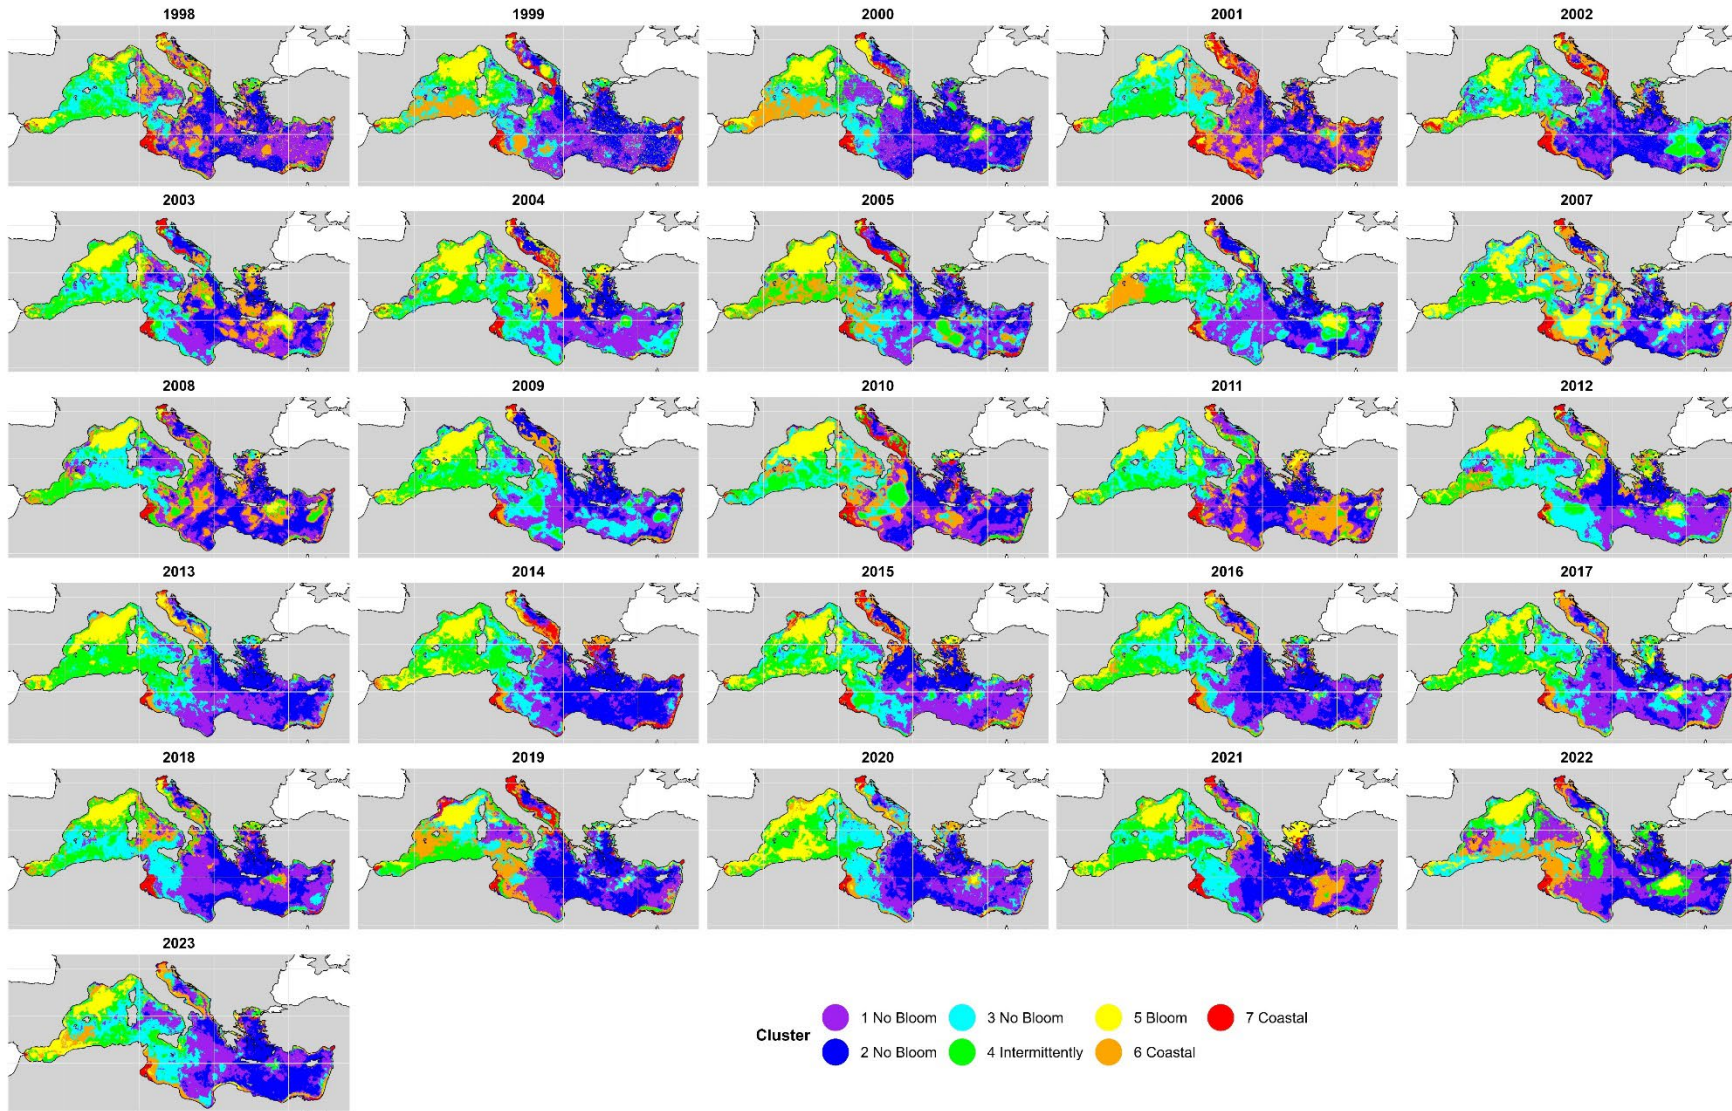 1998 1999 2000 2001 2002
2003 2004 2005 2006 2007
2008 2009 2010 2011 2012
2013 2014 2015 2016 2017
2018 2019 2020 2021 2022
2023
Cluster
1 No Bloom 3 No Bloom 5 Bloom 7 Coastal
2 No Bloom 4 Intermittently 6 Coastal